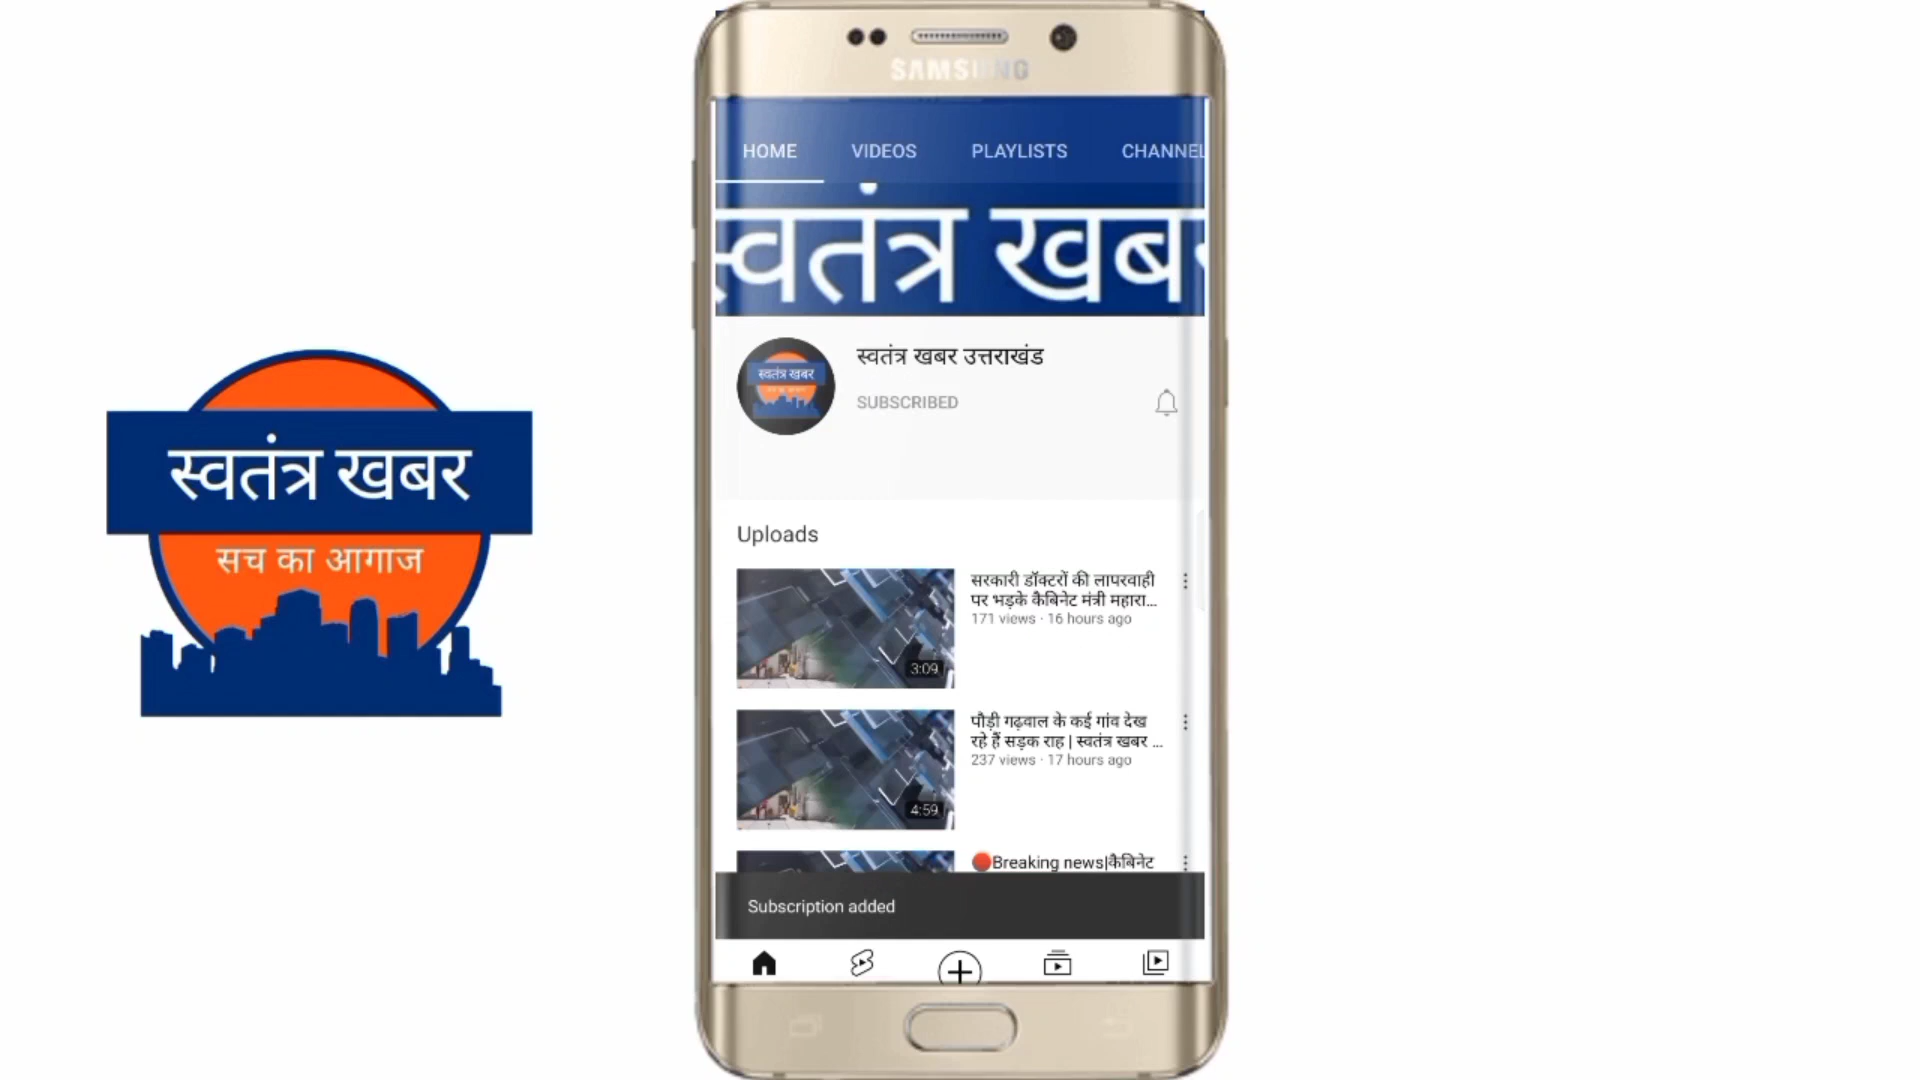 स्वतंत्र खबर
सच का आगाज
SAMSUNG
HOME VIDEOS PLAYLISTS CHANNEL
स्वतंत्र खबर
स्वतंत्र खबर
स्वतंत्र खबर उत्तराखंड
SUBSCRIBED
Uploads
सरकारी डॉक्टरों की लापरवाही
पर भड़के कैबिनेट मंत्री महारा...
171 views · 16 hours ago
3:09
पौड़ी गढ़वाल के कई गांव देख
रहे हैं सड़क राह | स्वतंत्र खबर ...
237 views · 17 hours ago
4:59
🔴Breaking news|कैबिनेट
Subscription added